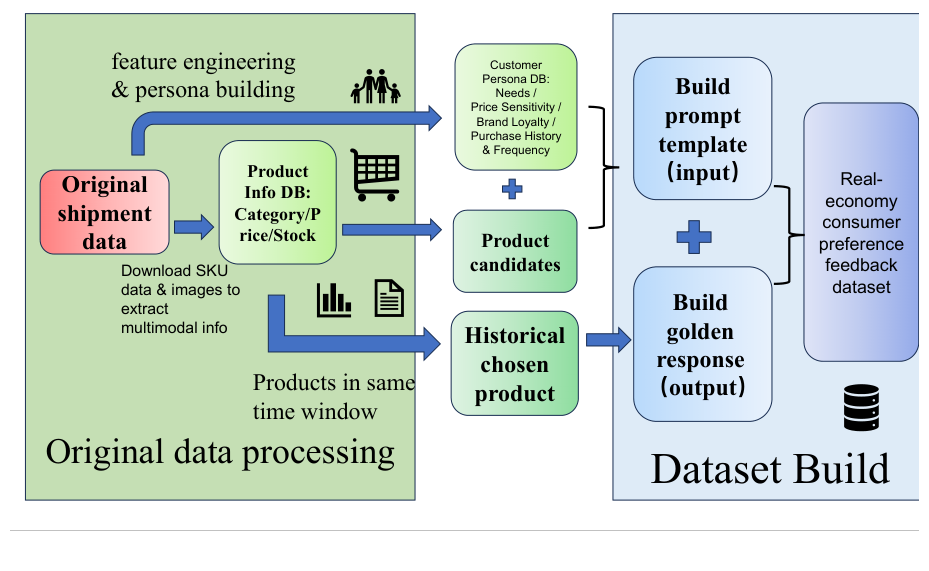 feature engineering
& persona building
Original
shipment
data
Download SKU
data & images to
extract
multimodal info
Product
Info DB:
Category/P
rice/Stock
Products in same
time window
Original data processing
Customer
Persona DB:
Needs /
Price Sensitivity /
Brand Loyalty /
Purchase History
& Frequency
Product
candidates
Historical
chosen
product
Build
prompt
template
(input)
Build
golden
response
(output)
Real-
economy
consumer
preference
feedback
dataset
Dataset Build